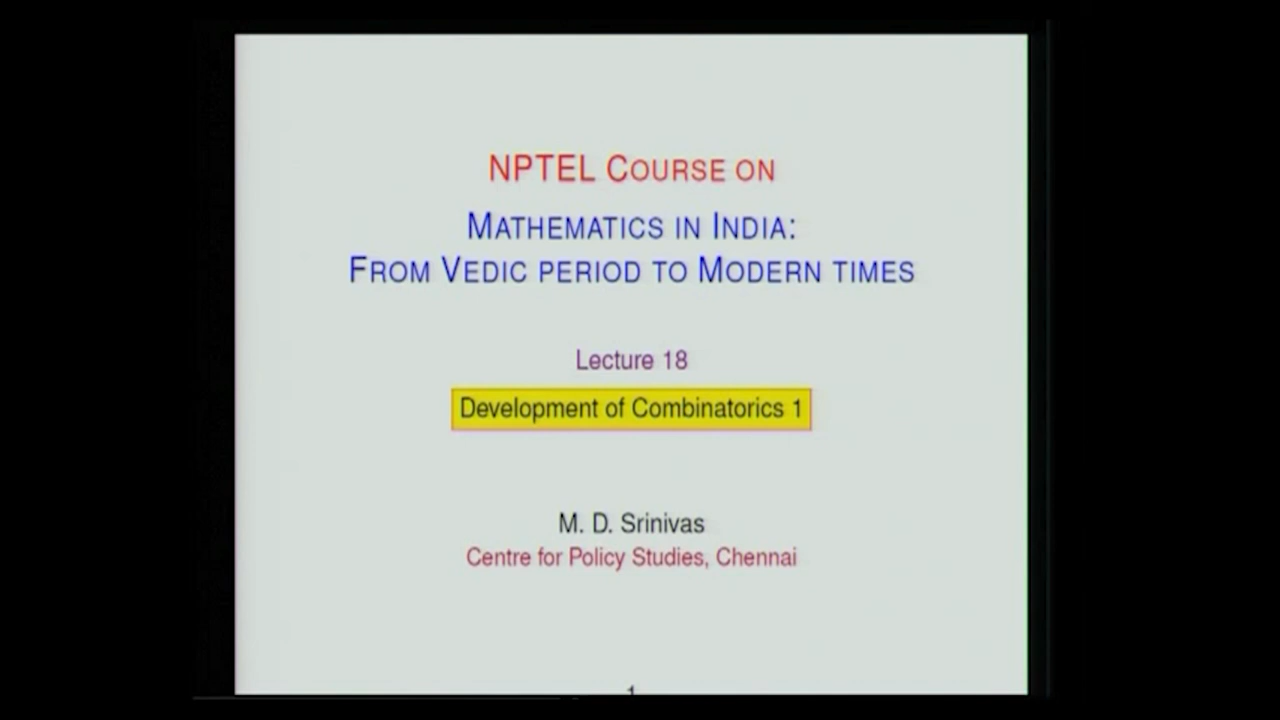 NPTEL COURSE ON
MATHEMATICS IN INDIA:
FROM VEDIC PERIOD TO MODERN TIMES
Lecture 18
Development of Combinatorics 1
M. D. Srinivas
Centre for Policy Studies, Chennai
1